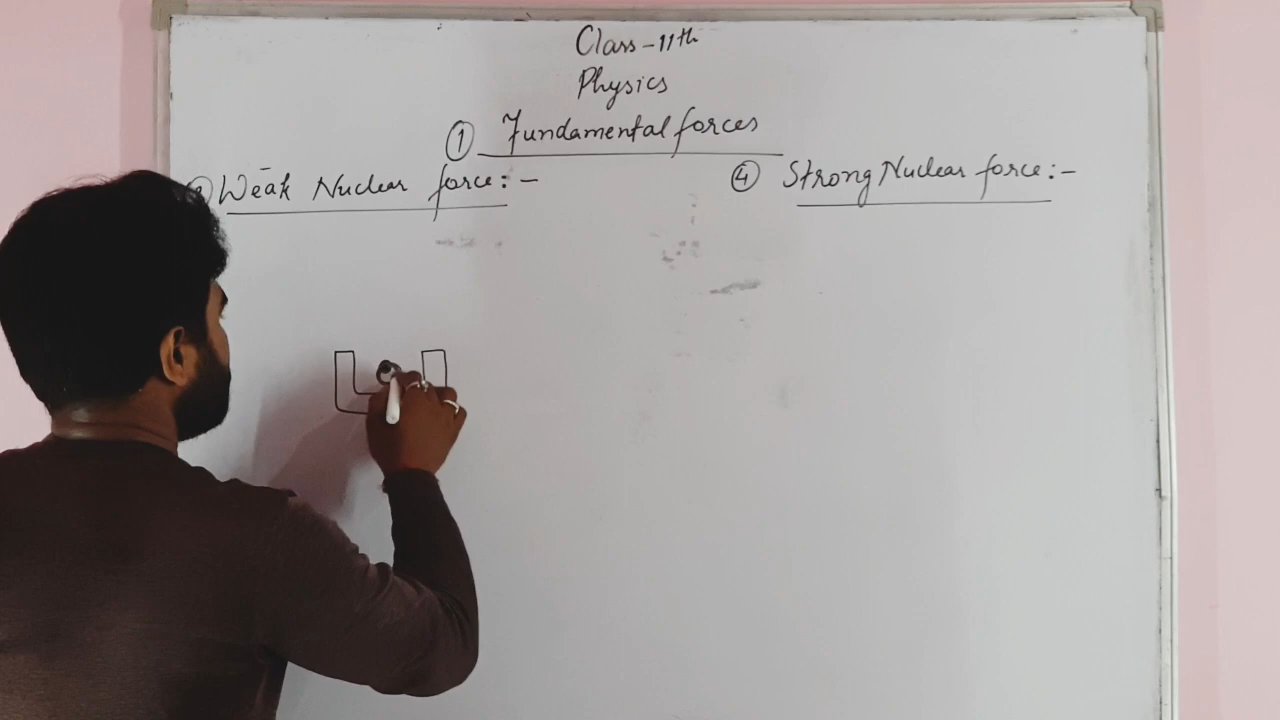 Class-11th
Physics
① Fundamental forces
Weak Nuclear force:-
④ Strong Nuclear force:-